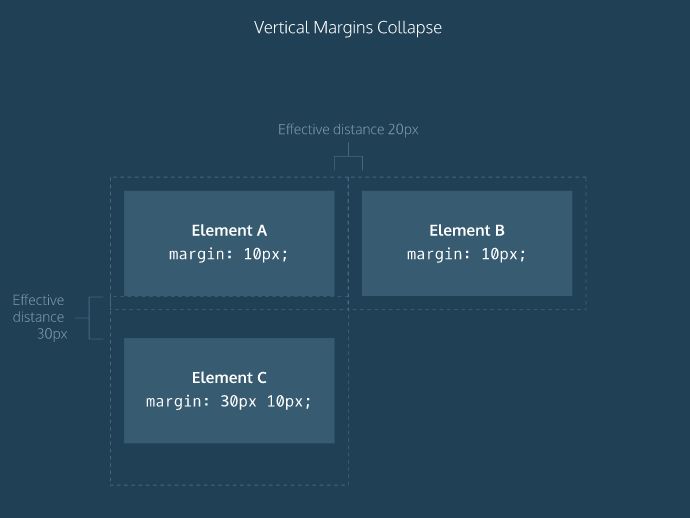 Vertical Margins Collapse
Effective distance 20px
Element A
margin: 10px;
Element B
margin: 10px;
Effective
distance
30px
Element C
margin: 30px 10px;